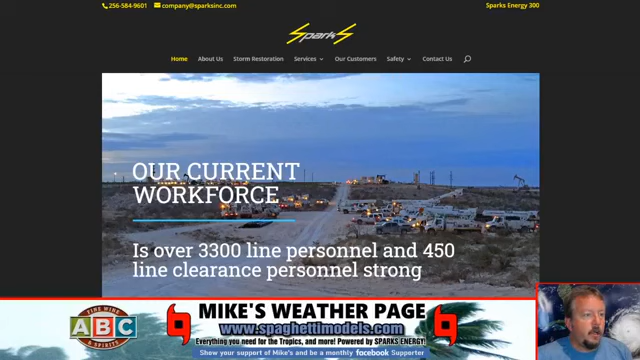 256-584-9601 company@sparksinc.com Sparks Energy 300
SparkS
Home About Us Storm Restoration Services Our Customers Safety Contact Us
OUR CURRENT
WORKFORCE
Is over 3300 line personnel and 450
line clearance personnel strong
FINE WINE
ABC
& SPIRITS
MIKE'S WEATHER PAGE
www.spaghettimodels.com
Everything you need for the Tropics, and more! Powered by SPARKS ENERGY!
Show your support of Mike's and be a monthly facebook Supporter